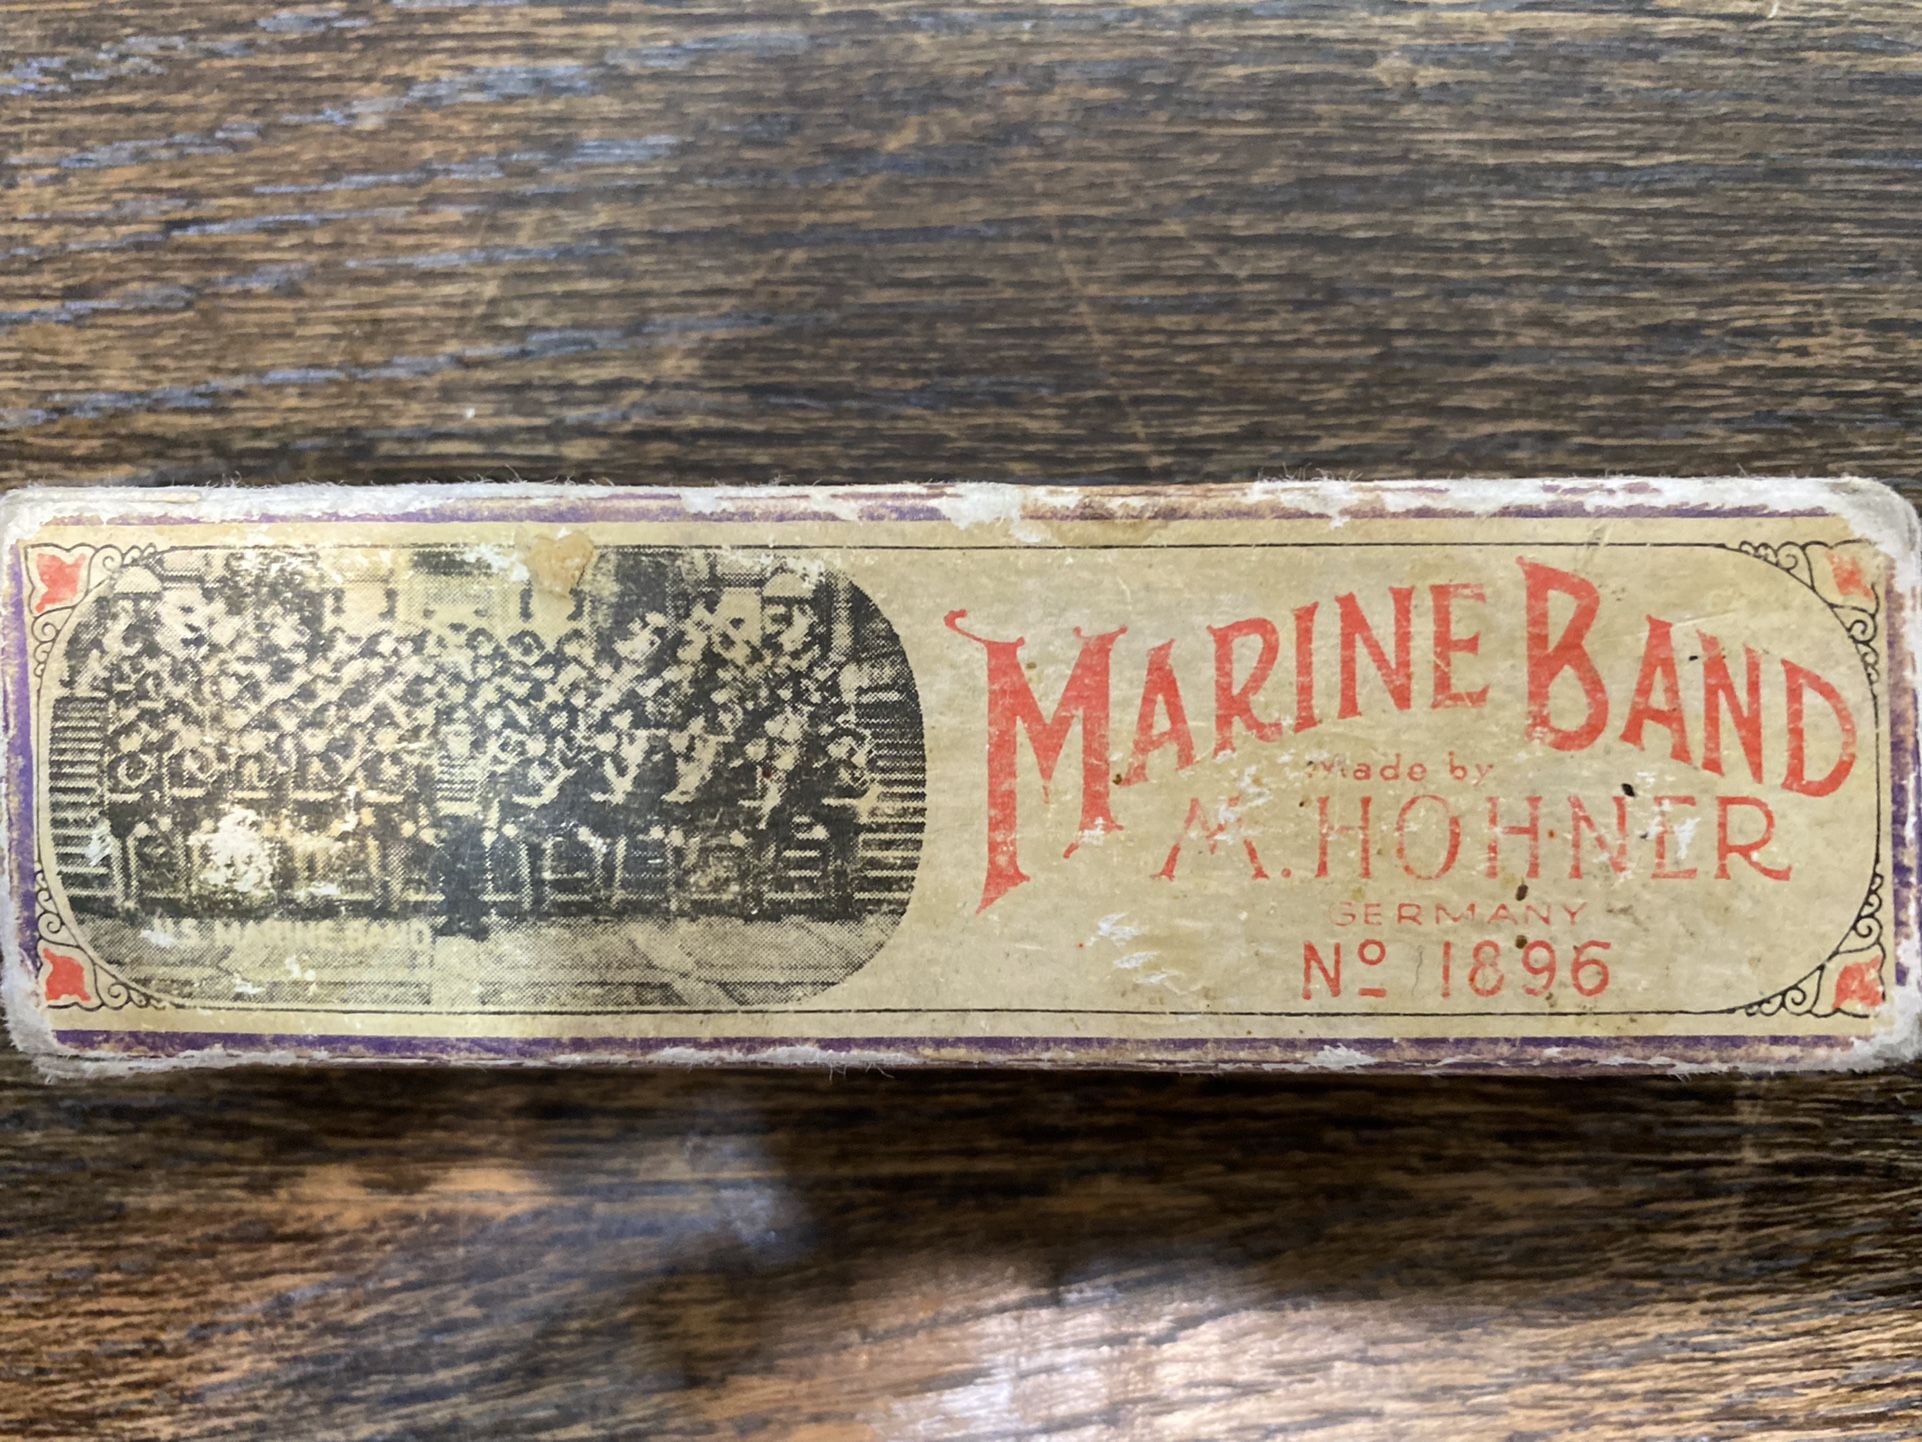 U.S. MARINE BAND
MARINE BAND
Made by
M. HOHNER
GERMANY
Nº 1896